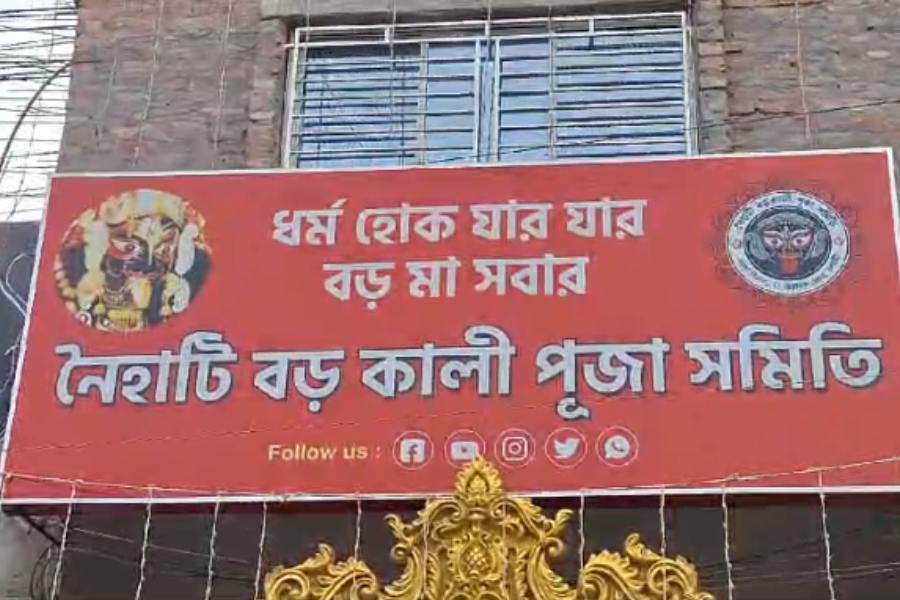 ধর্ম হোক যার যার
বড় মা সবার
নৈহাটি বড় কালী পূজা সমিতি
Follow us :